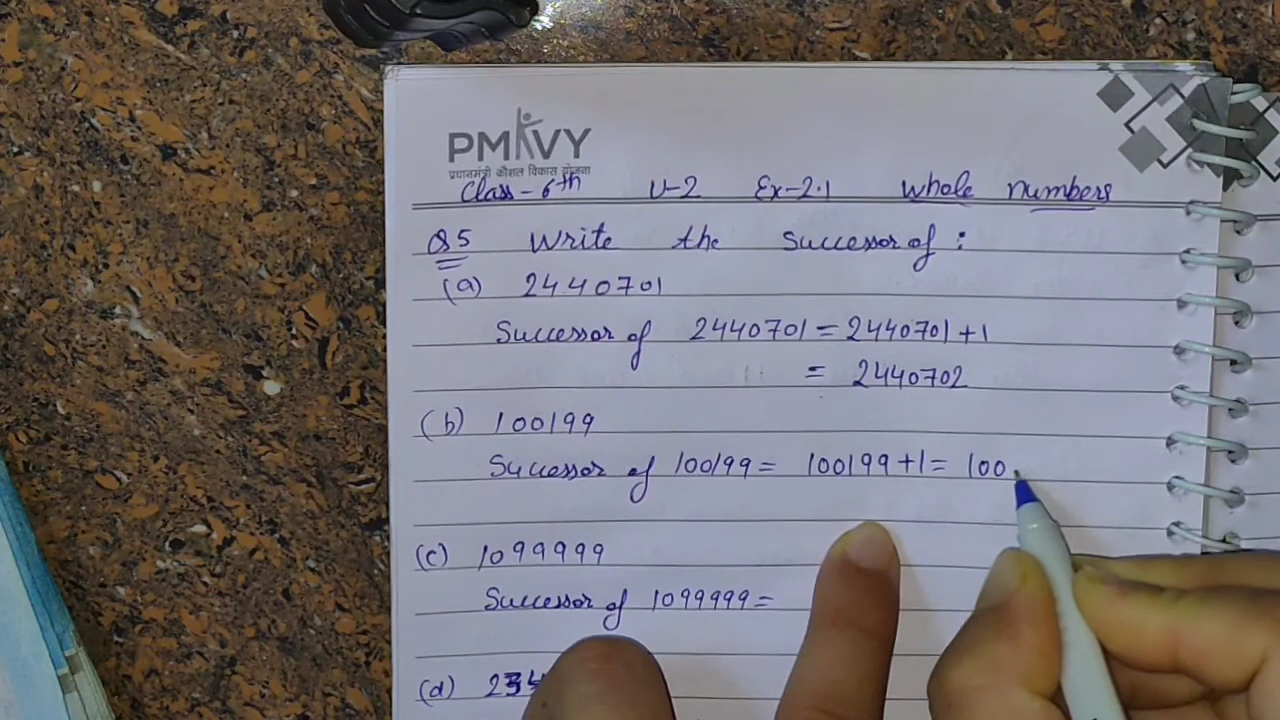 PMKVY
प्रधानमंत्री कौशल विकास योजना
Class-6th U-2 Ex-2.1 Whole numbers
Q5 Write the Successor of :
(a) 2440701
Successor of 2440701 = 2440701 +1
= 2440702
(b) 100199
Successor of 100199 = 100199 +1 = 100
(c) 1099999
Successor of 1099999 =
(d)